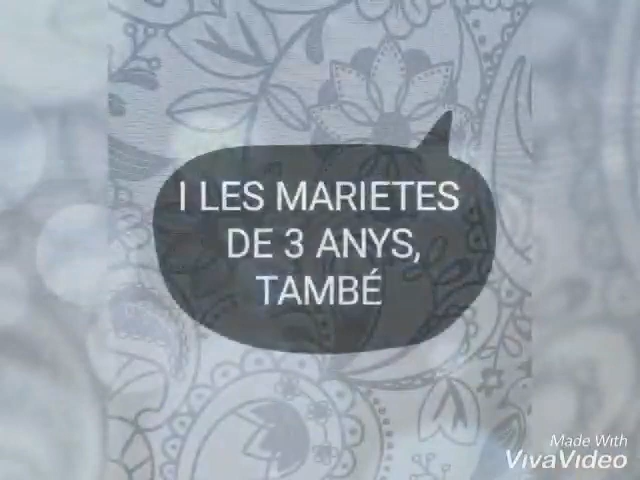 I LES MARIETES
DE 3 ANYS,
TAMBÉ
Made With
VivaVideo